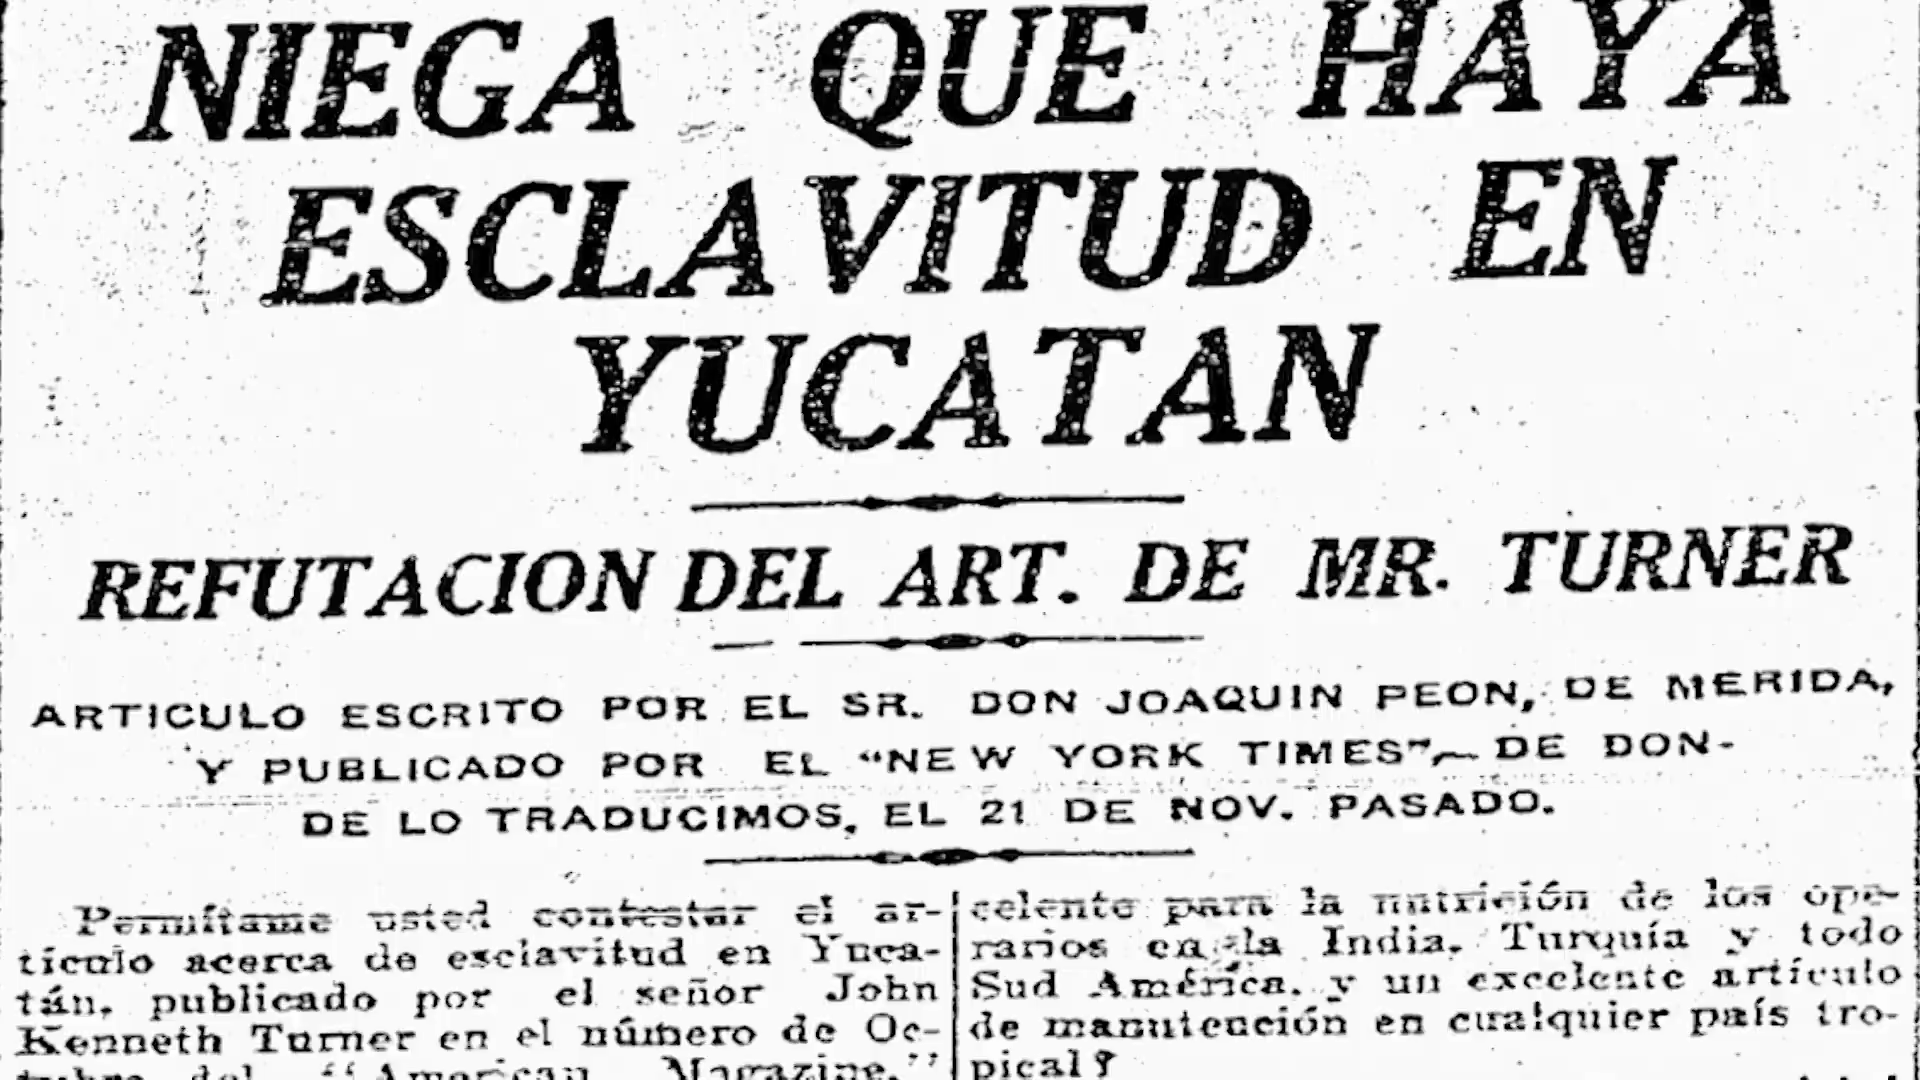 NIEGA QUE HAYA
ESCLAVITUD EN
YUCATAN
REFUTACION DEL ART. DE MR. TURNER
ARTICULO ESCRITO POR EL SR. DON JOAQUIN PEON, DE MERIDA,
Y PUBLICADO POR EL “NEW YORK TIMES”, DE DON-
DE LO TRADUCIMOS, EL 21 DE NOV. PASADO.
Permítame usted contestar el ar-
tículo acerca de esclavitud en Yuca-
tán, publicado por el señor John
Kenneth Turner en el número de Oc-
tubre del “American Magazine.”
celente para la nutrición de los ope-
rarios en la India, Turquía y todo
Sud América, y un excelente artículo
de manutención en cualquier país tro-
pical?